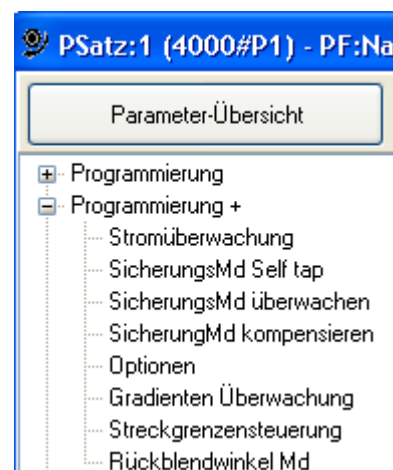 PSatz:1 (4000#P1) - PF:Na
Parameter-Übersicht
Programmierung
Programmierung +
Stromüberwachung
SicherungsMd Self tap
SicherungsMd überwachen
SicherungMd kompensieren
Optionen
Gradienten Überwachung
Streckgrenzensteuerung
Rückblendwinkel Md